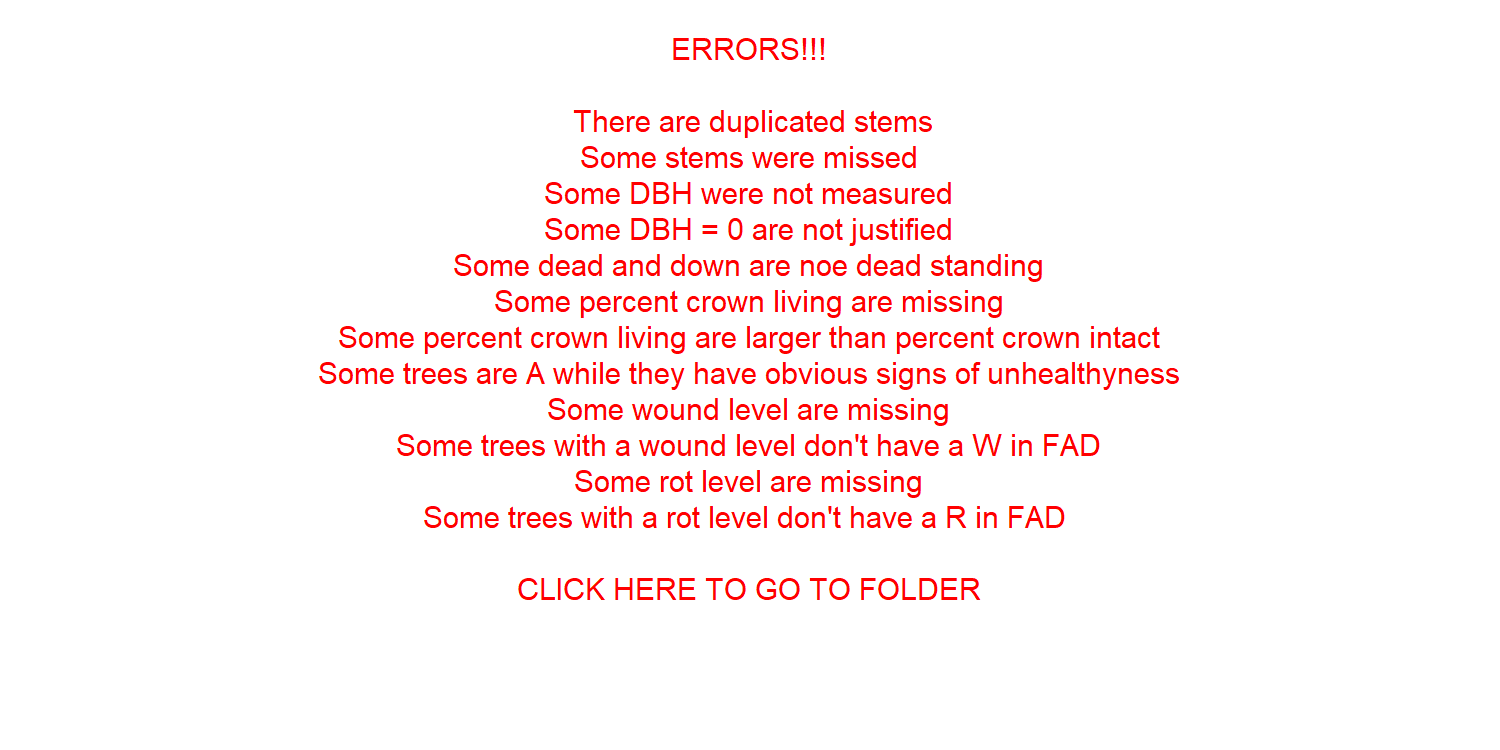 ERRORS!!!
There are duplicated stems
Some stems were missed
Some DBH were not measured
Some DBH = 0 are not justified
Some dead and down are noe dead standing
Some percent crown living are missing
Some percent crown living are larger than percent crown intact
Some trees are A while they have obvious signs of unhealthyness
Some wound level are missing
Some trees with a wound level don't have a W in FAD
Some rot level are missing
Some trees with a rot level don't have a R in FAD
CLICK HERE TO GO TO FOLDER